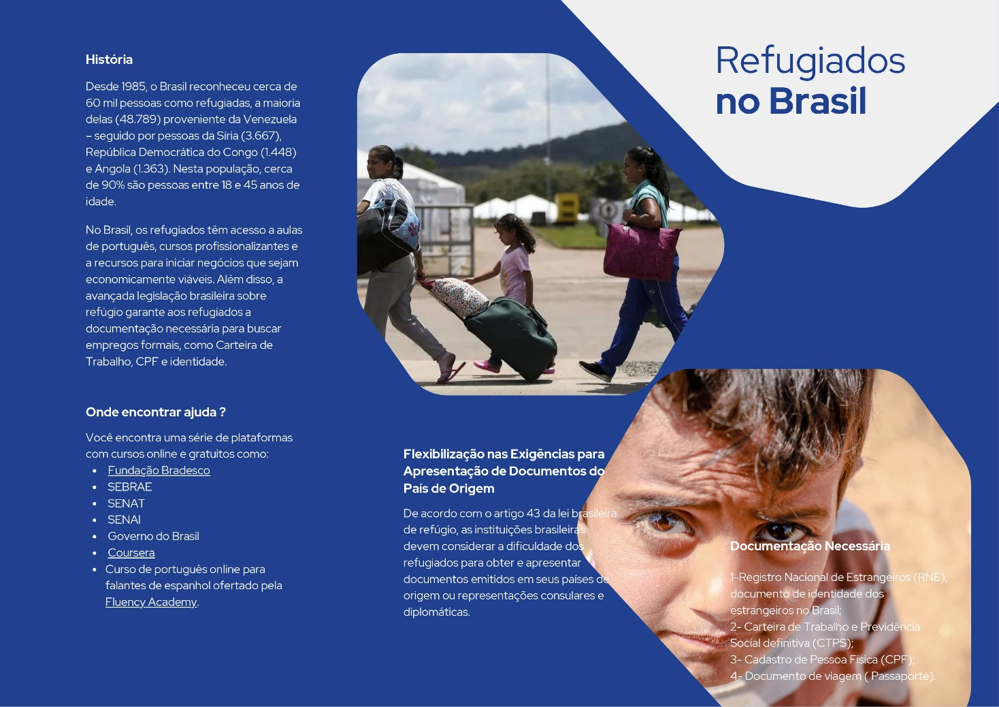 Refugiados
no Brasil
História
Desde 1985, o Brasil reconheceu cerca de
60 mil pessoas como refugiadas, a maioria
delas (48.789) proveniente da Venezuela
– seguido por pessoas da Síria (3.667),
República Democrática do Congo (1.448)
e Angola (1.363). Nesta população, cerca
de 90% são pessoas entre 18 e 45 anos de
idade.
No Brasil, os refugiados têm acesso a aulas
de português, cursos profissionalizantes e
a recursos para iniciar negócios que sejam
economicamente viáveis. Além disso, a
avançada legislação brasileira sobre
refúgio garante aos refugiados a
documentação necessária para buscar
empregos formais, como Carteira de
Trabalho, CPF e identidade.
Onde encontrar ajuda ?
Você encontra uma série de plataformas
com cursos online e gratuitos como:
• Fundação Bradesco
• SEBRAE
• SENAT
• SENAI
• Governo do Brasil
• Coursera
• Curso de português online para
falantes de espanhol ofertado pela
Fluency Academy.
Flexibilização nas Exigências para
Apresentação de Documentos do
País de Origem
De acordo com o artigo 43 da lei brasileira
de refúgio, as instituições brasileiras
devem considerar a dificuldade dos
refugiados para obter e apresentar
documentos emitidos em seus países de
origem ou representações consulares e
diplomáticas.
Documentação Necessária
1-Registro Nacional de Estrangeiros (RNE),
documento de identidade dos
estrangeiros no Brasil;
2- Carteira de Trabalho e Previdência
Social definitiva (CTPS);
3- Cadastro de Pessoa Física (CPF);
4- Documento de viagem ( Passaporte).